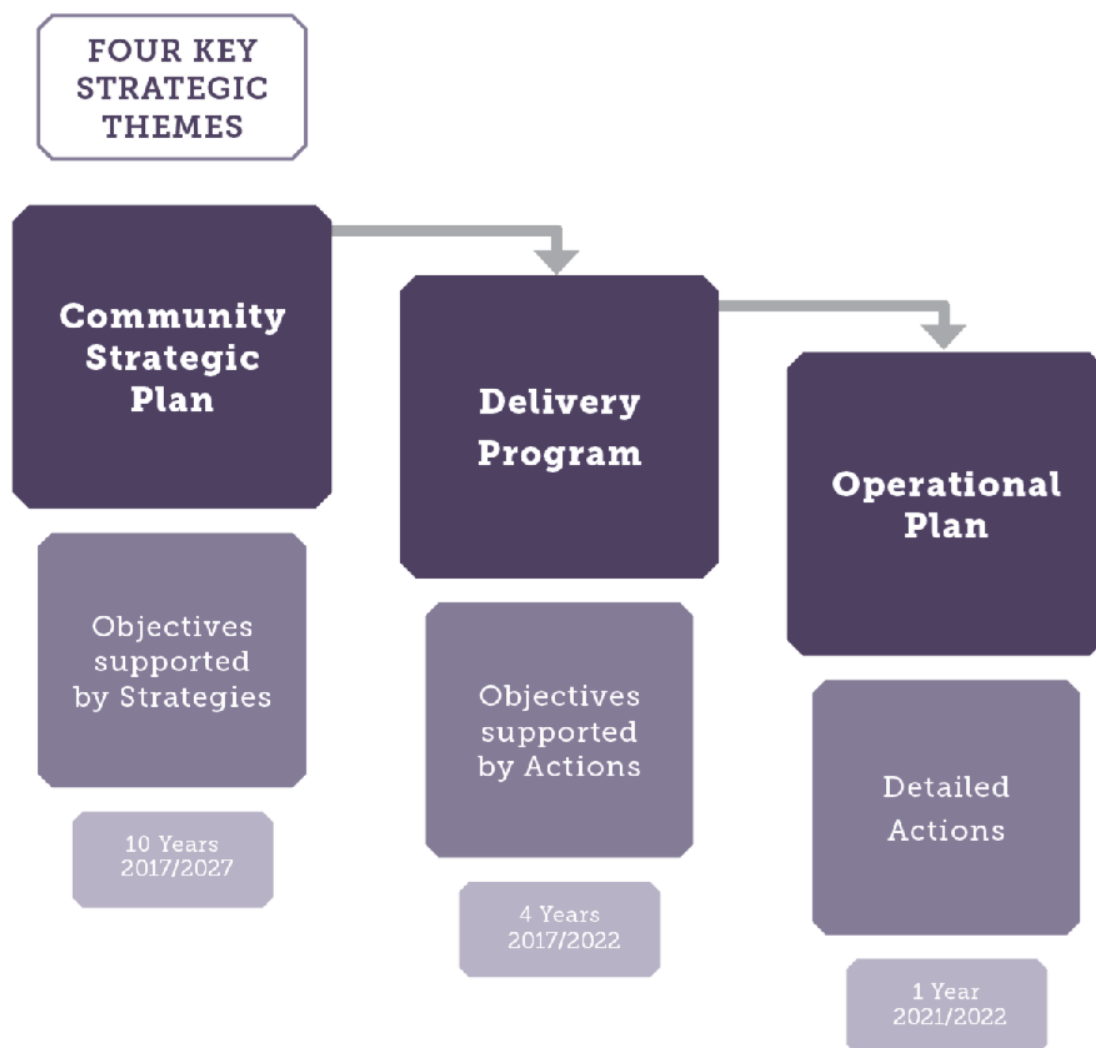 FOUR KEY
STRATEGIC
THEMES
Community
Strategic
Plan
Objectives
supported
by Strategies
10 Years
2017/2027
Delivery
Program
Objectives
supported
by Actions
4 Years
2017/2022
Operational
Plan
Detailed
Actions
1 Year
2021/2022